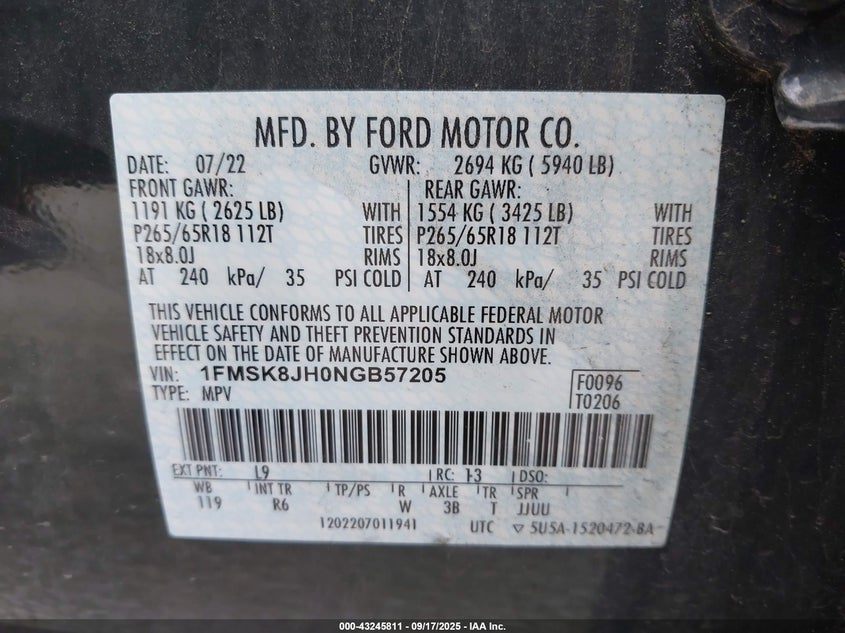 MFD. BY FORD MOTOR CO.
DATE: 07/22 GVWR: 2694 KG ( 5940 LB)
FRONT GAWR: REAR GAWR:
1191 KG ( 2625 LB) WITH 1554 KG ( 3425 LB) WITH
P265/65R18 112T TIRES P265/65R18 112T TIRES
18x8.0J RIMS 18x8.0J RIMS
AT 240 kPa/ 35 PSI COLD AT 240 kPa/ 35 PSI COLD
THIS VEHICLE CONFORMS TO ALL APPLICABLE FEDERAL MOTOR
VEHICLE SAFETY AND THEFT PREVENTION STANDARDS IN
EFFECT ON THE DATE OF MANUFACTURE SHOWN ABOVE.
VIN: 1FMSK8JH0NGB57205 F0096
TYPE: MPV T0206
EXT PNT: L9 RC: 13 DSO:
WB INT TR TP/PS R AXLE TR SPR
119 R6 W 3B T JJUU
1202207011941 UTC ▽ 5U5A-1520472-BA
000-43245811 - 09/17/2025 - IAA Inc.